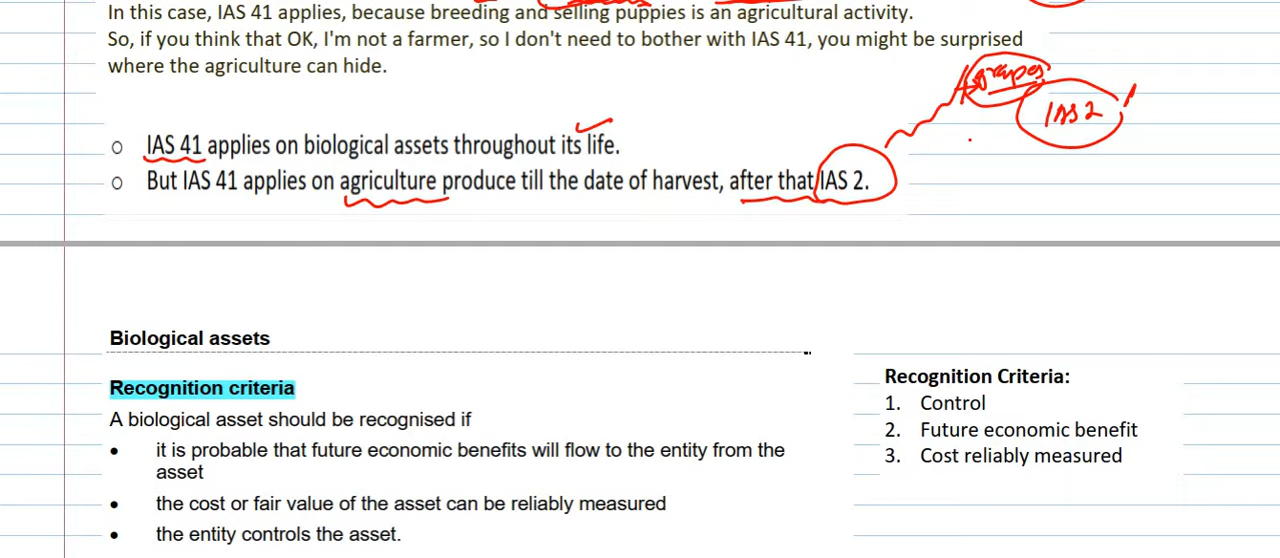 In this case, IAS 41 applies, because breeding and selling puppies is an agricultural activity.
So, if you think that OK, I'm not a farmer, so I don't need to bother with IAS 41, you might be surprised
where the agriculture can hide.
grapes
IAS 2
o IAS 41 applies on biological assets throughout its life.
o But IAS 41 applies on agriculture produce till the date of harvest, after that IAS 2.
Biological assets
Recognition criteria
A biological asset should be recognised if
• it is probable that future economic benefits will flow to the entity from the
asset
• the cost or fair value of the asset can be reliably measured
• the entity controls the asset.
Recognition Criteria:
1. Control
2. Future economic benefit
3. Cost reliably measured